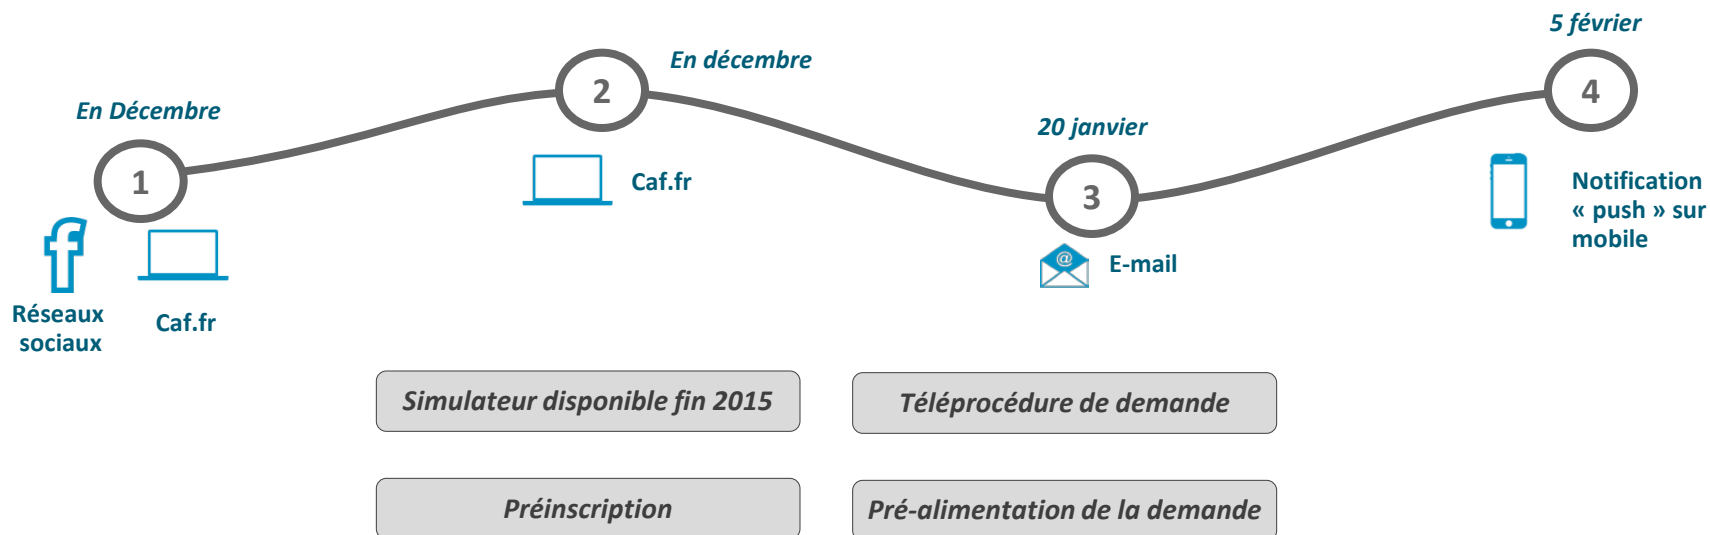 En Décembre
1
Réseaux
sociaux
Caf.fr
2
En décembre
Caf.fr
20 janvier
3
@
E-mail
5 février
4
Notification
« push » sur
mobile
Simulateur disponible fin 2015
Téléprocédure de demande
Préinscription
Pré-alimentation de la demande